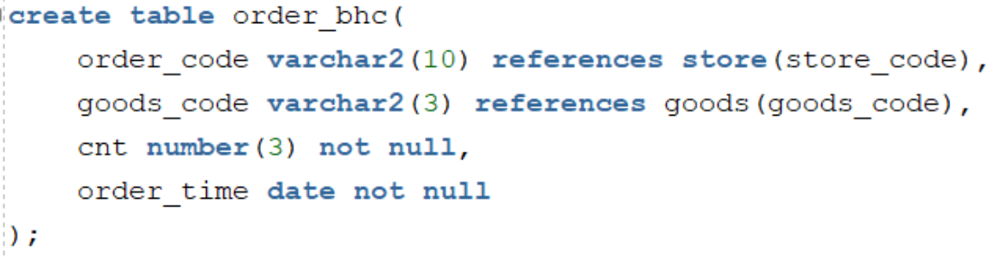 create table order_bhc(
order_code varchar2(10) references store(store_code),
goods_code varchar2(3) references goods(goods_code),
cnt number(3) not null,
order_time date not null
);